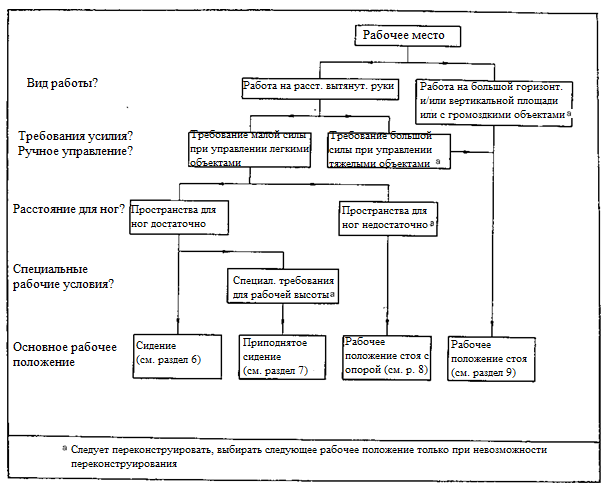 Рабочее место
Вид работы?
Работа на расст. вытянут. руки
Работа на большой горизонт.
и/или вертикальной площади
или с громоздкими объектами a
Требования усилия?
Ручное управление?
Требование малой силы
при управлении легкими
объектами
Требование большой
силы при управлении
тяжелыми объектами a
Расстояние для ног?
Пространства для
ног достаточно
Пространства для
ног недостаточно a
Специальные
рабочие условия?
Специал. требования
для рабочей высоты a
Основное рабочее
положение
Сидение
(см. раздел 6)
Приподнятое
сидение
(см. раздел 7)
Рабочее
положение стоя с
опорой (см. р. 8)
Рабочее
положение стоя
(см. раздел 9)
a Следует переконструировать, выбирать следующее рабочее положение только при невозможности
переконструирования